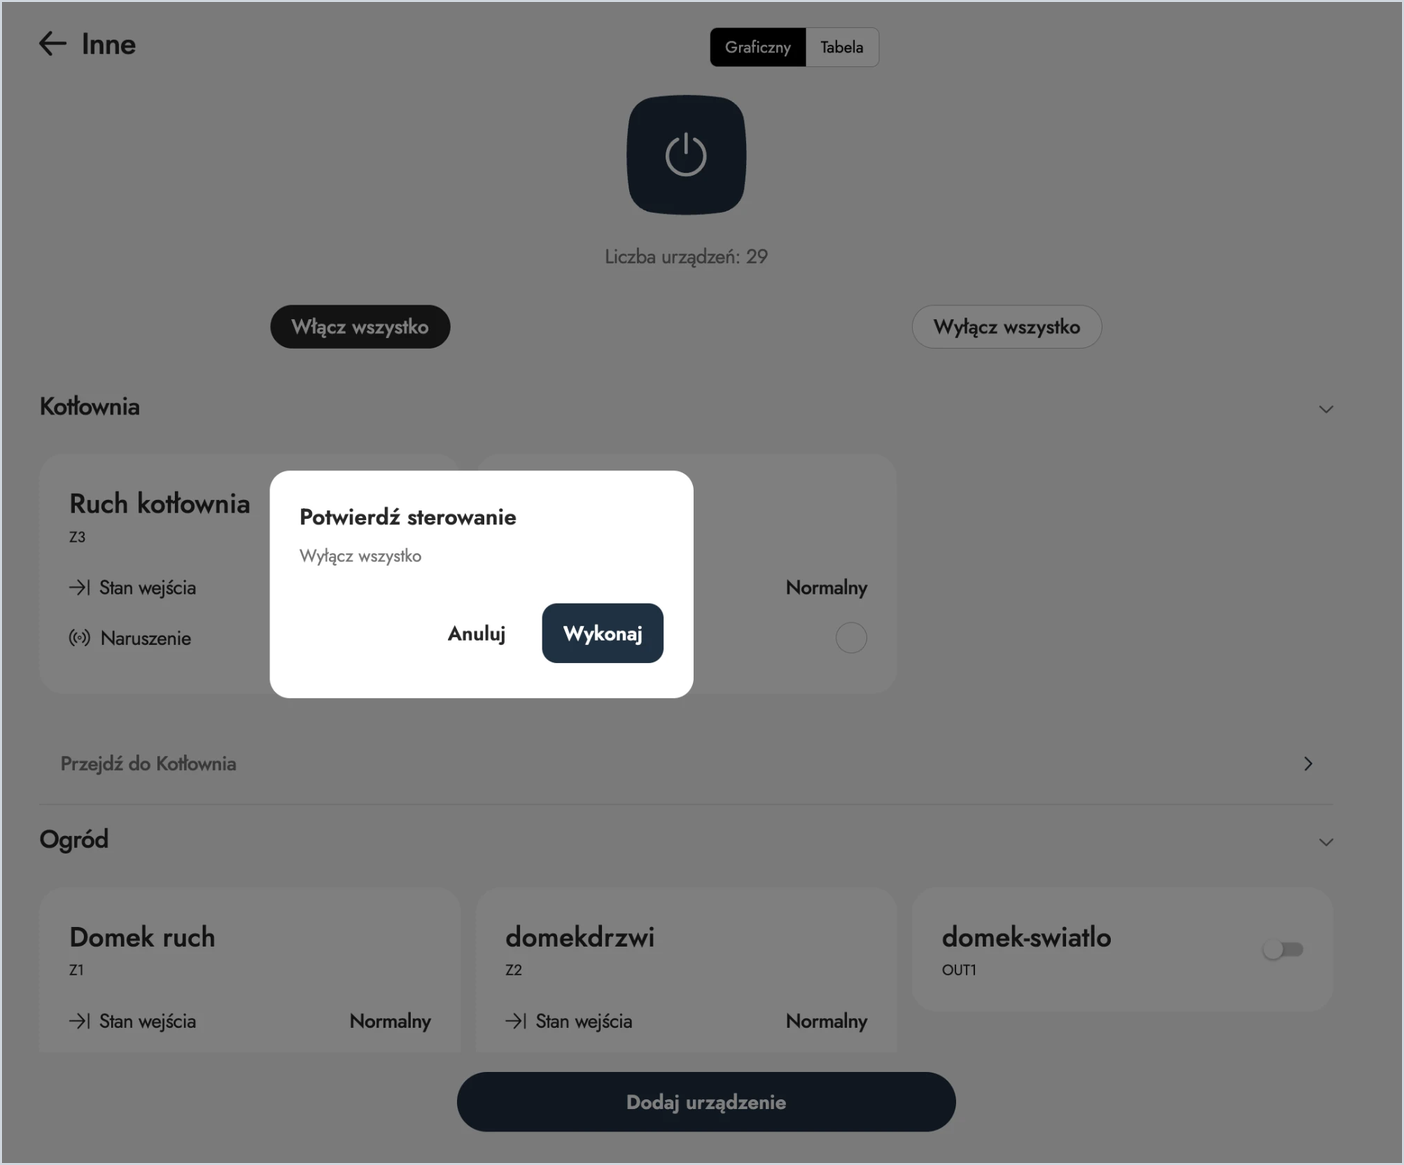 Inne
Graficzny Tabela
Liczba urządzeń: 29
Włącz wszystko Wyłącz wszystko
Kotłownia
Ruch kotłownia
Z3
Stan wejścia
Naruszenie
Normalny
Potwierdź sterowanie
Wyłącz wszystko
Anuluj Wykonaj
Przejdź do Kotłownia
Ogród
Domek ruch
Z1
Stan wejścia Normalny
domekdrzwi
Z2
Stan wejścia Normalny
domek-swiatlo
OUT1
Dodaj urządzenie